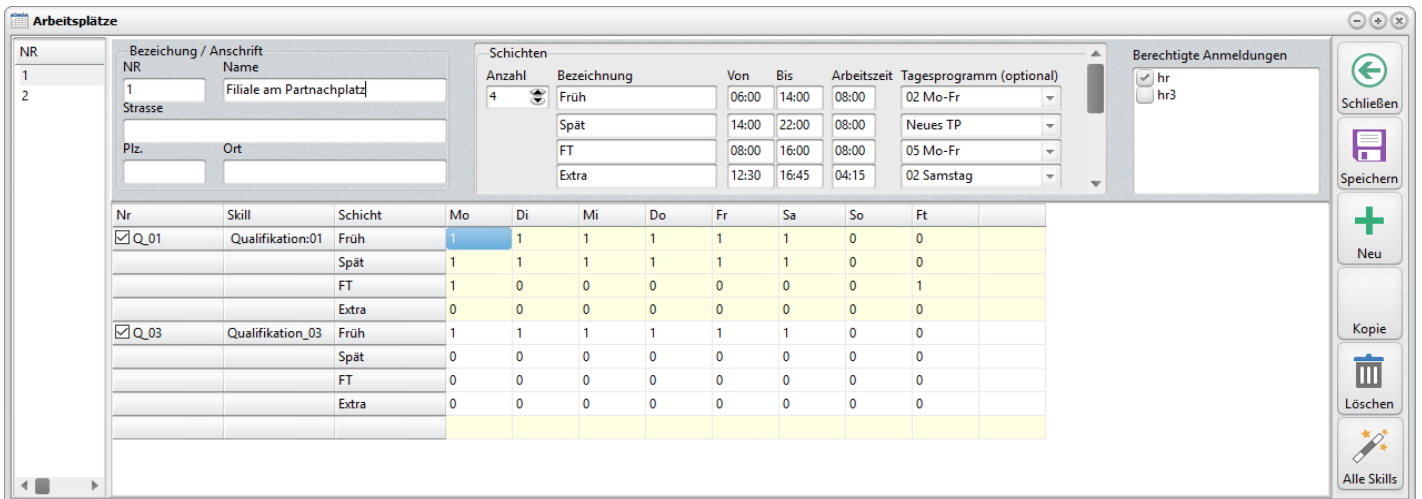 Arbeitsplätze
NR
1
2
Bezeichung / Anschrift
NR Name
1 Filiale am Partnachplatz
Strasse
Plz. Ort
Schichten
Anzahl Bezeichnung Von Bis Arbeitszeit Tagesprogramm (optional)
4 Früh 06:00 14:00 08:00 02 Mo-Fr
Spät 14:00 22:00 08:00 Neues TP
FT 08:00 16:00 08:00 05 Mo-Fr
Extra 12:30 16:45 04:15 02 Samstag
Berechtigte Anmeldungen
hr
hr3
Nr Skill Schicht Mo Di Mi Do Fr Sa So Ft
Q_01 Qualifikation:01 Früh 1 1 1 1 1 1 0 0
Spät 1 1 1 1 1 1 0 0
FT 1 0 0 0 0 0 0 1
Extra 0 0 0 0 0 0 0 0
Q_03 Qualifikation_03 Früh 1 1 1 1 1 1 0 0
Spät 0 0 0 0 0 0 0 0
FT 0 0 0 0 0 0 0 0
Extra 0 0 0 0 0 0 0 0
Schließen
Speichern
Neu
Kopie
Löschen
Alle Skills